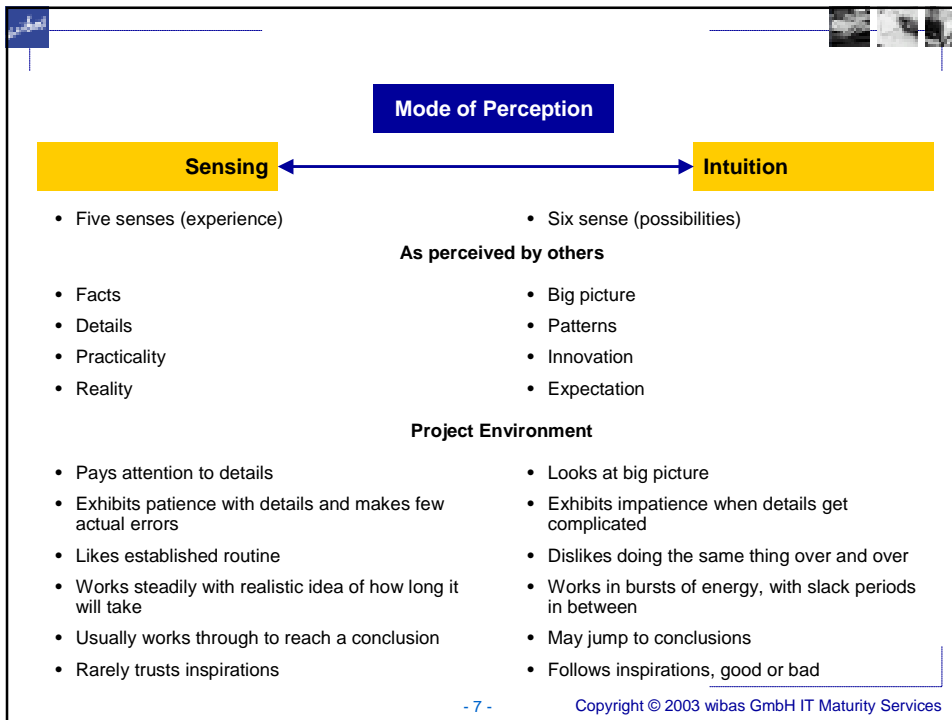 wibas
Mode of Perception
Sensing
Intuition
• Five senses (experience)
• Six sense (possibilities)
As perceived by others
• Facts
• Big picture
• Details
• Patterns
• Practicality
• Innovation
• Reality
• Expectation
Project Environment
• Pays attention to details
• Looks at big picture
• Exhibits patience with details and makes few
actual errors
• Exhibits impatience when details get
complicated
• Likes established routine
• Dislikes doing the same thing over and over
• Works steadily with realistic idea of how long it
will take
• Works in bursts of energy, with slack periods
in between
• Usually works through to reach a conclusion
• May jump to conclusions
• Rarely trusts inspirations
• Follows inspirations, good or bad
- 7 -
Copyright © 2003 wibas GmbH IT Maturity Services